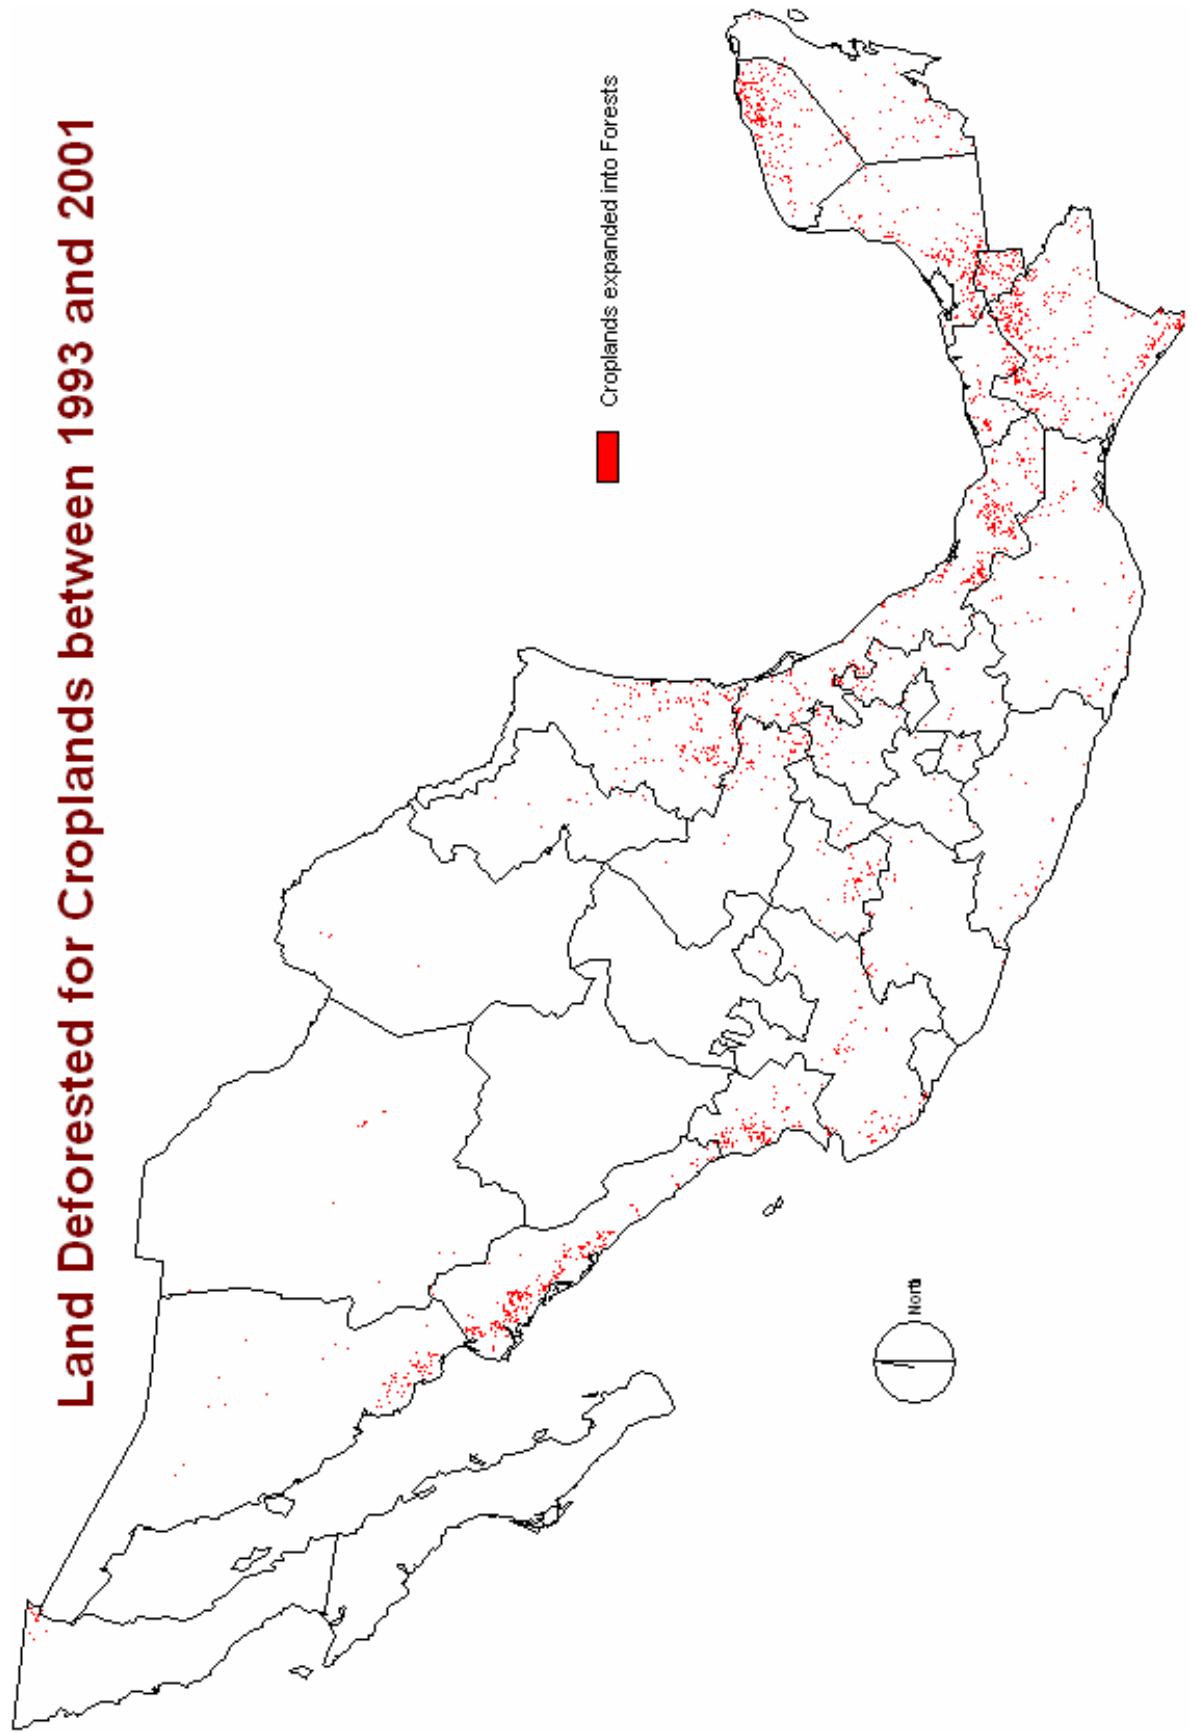 Land Deforested for Croplands between 1993 and 2001
Croplands expanded into Forests
North